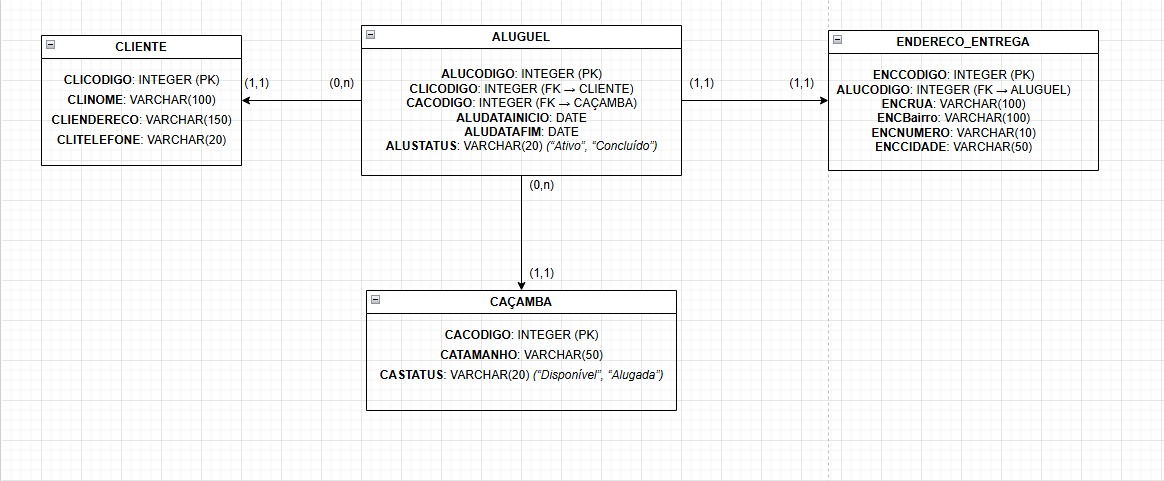 CLIENTE
CLICODIGO: INTEGER (PK)
CLINOME: VARCHAR(100)
CLIENDERECO: VARCHAR(150)
CLITELEFONE: VARCHAR(20)
(1,1)
(0,n)
ALUGUEL
ALUCODIGO: INTEGER (PK)
CLICODIGO: INTEGER (FK → CLIENTE)
CACODIGO: INTEGER (FK → CAÇAMBA)
ALUDATAINICIO: DATE
ALUDATAFIM: DATE
ALUSTATUS: VARCHAR(20) (“Ativo”, “Concluído”)
(1,1)
(1,1)
ENDERECO_ENTREGA
ENCCODIGO: INTEGER (PK)
ALUCODIGO: INTEGER (FK → ALUGUEL)
ENCRUA: VARCHAR(100)
ENCBairro: VARCHAR(100)
ENCNUMERO: VARCHAR(10)
ENCCIDADE: VARCHAR(50)
(0,n)
(1,1)
CAÇAMBA
CACODIGO: INTEGER (PK)
CATAMANHO: VARCHAR(50)
CASTATUS: VARCHAR(20) (“Disponível”, “Alugada”)